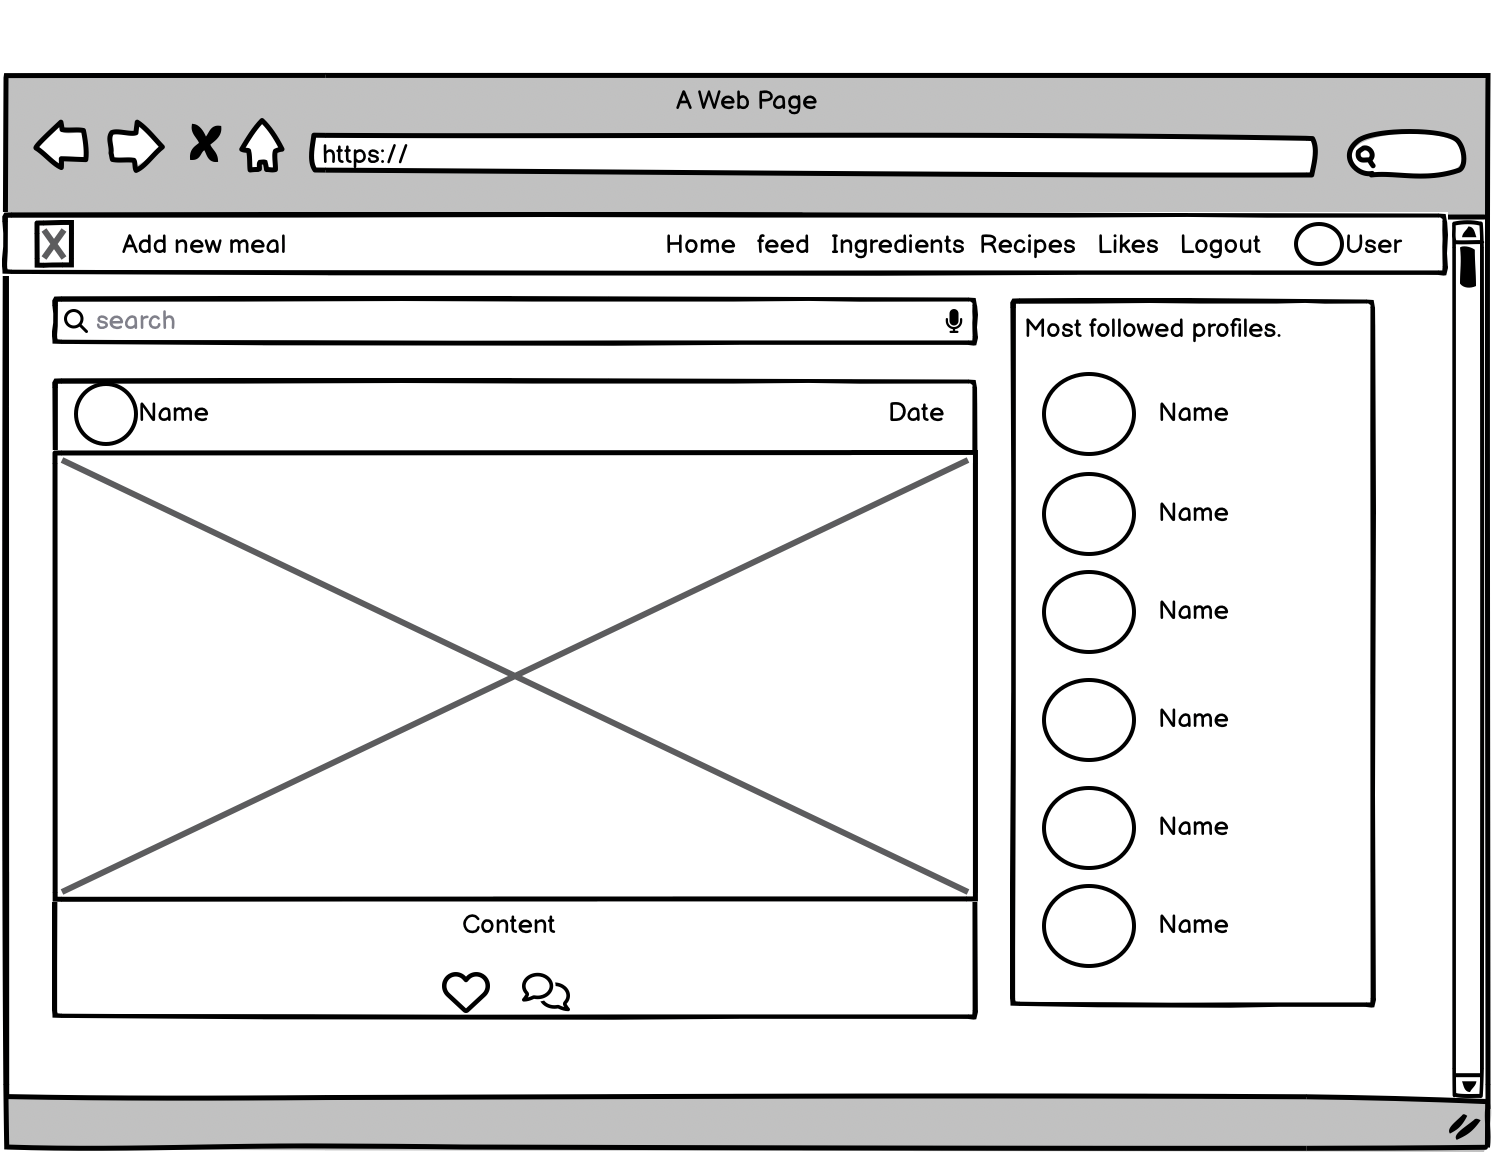 A Web Page
https://
Add new meal Home feed Ingredients Recipes Likes Logout User
search
Most followed profiles.
Name Date
Name
Name
Name
Name
Name
Name
Content